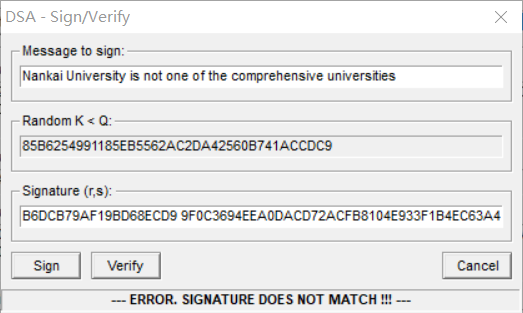 DSA - Sign/Verify
Message to sign:
Nankai University is not one of the comprehensive universities
Random K < Q:
85B6254991185EB5562AC2DA42560B741ACCDC9
Signature (r,s):
B6DCB79AF19BD68ECD9 9F0C3694EEA0DACD72ACFB8104E933F1B4EC63A4
Sign
Verify
Cancel
--- ERROR. SIGNATURE DOES NOT MATCH !!! ---